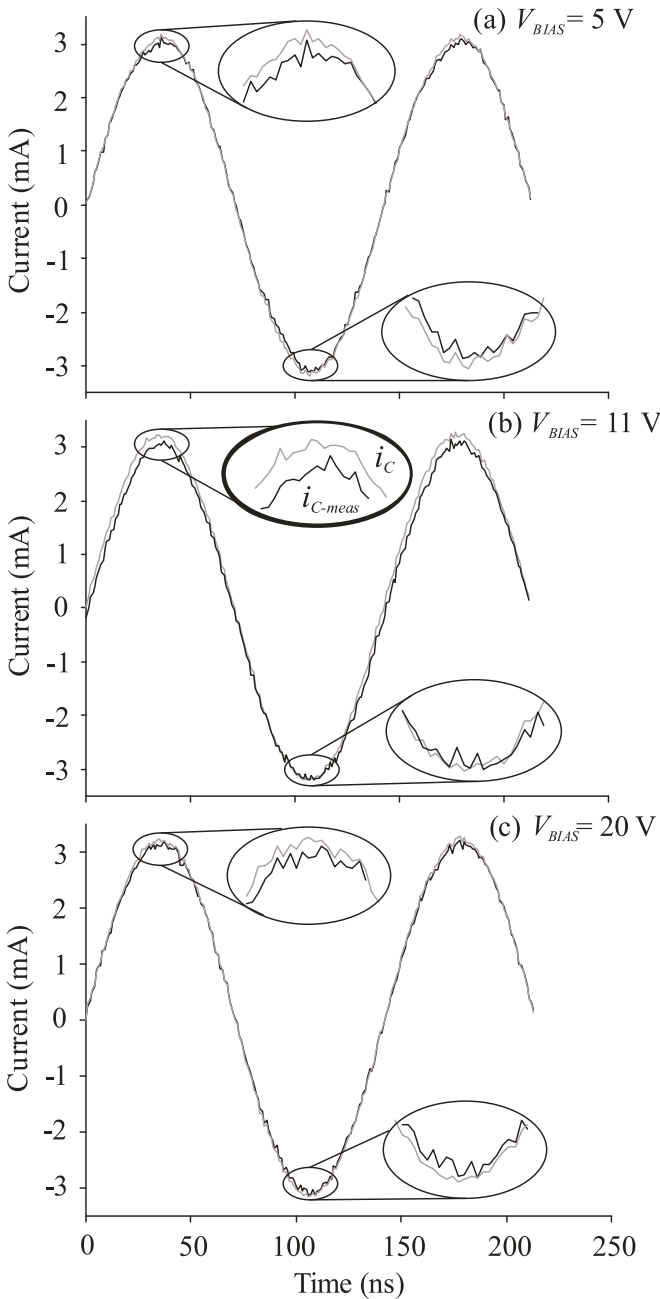 (a) V_BIAS = 5 V
3
2
1
0
-1
-2
-3
Current (mA)
(b) V_BIAS = 11 V
3
2
1
0
-1
-2
-3
Current (mA)
i_C
i_C-meas
(c) V_BIAS = 20 V
3
2
1
0
-1
-2
-3
Current (mA)
0 50 100 150 200 250
Time (ns)